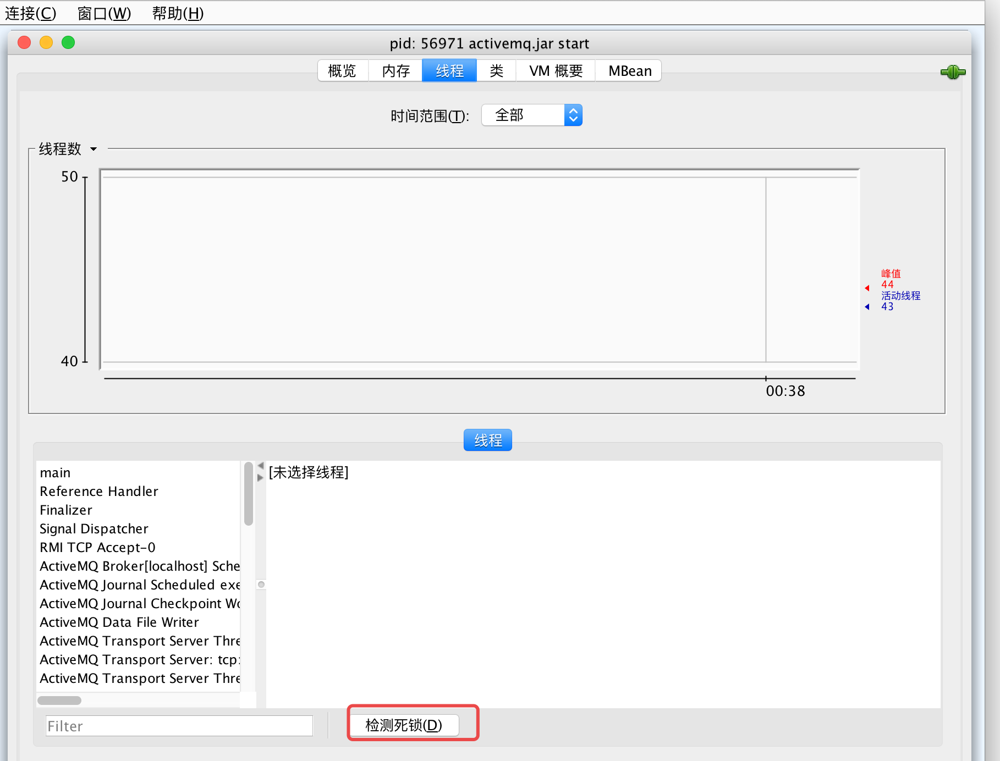 连接(C) 窗口(W) 帮助(H)
pid: 56971 activemq.jar start
概览 内存 线程 类 VM 概要 MBean
时间范围(T): 全部
线程数
50
峰值
44
活动线程
43
40
00:38
线程
main
[未选择线程]
Reference Handler
Finalizer
Signal Dispatcher
RMI TCP Accept-0
ActiveMQ Broker[localhost] Sche
ActiveMQ Journal Scheduled exe
ActiveMQ Journal Checkpoint Wo
ActiveMQ Data File Writer
ActiveMQ Transport Server Thre
ActiveMQ Transport Server: tcp:
ActiveMQ Transport Server Thre
Filter 检测死锁(D)